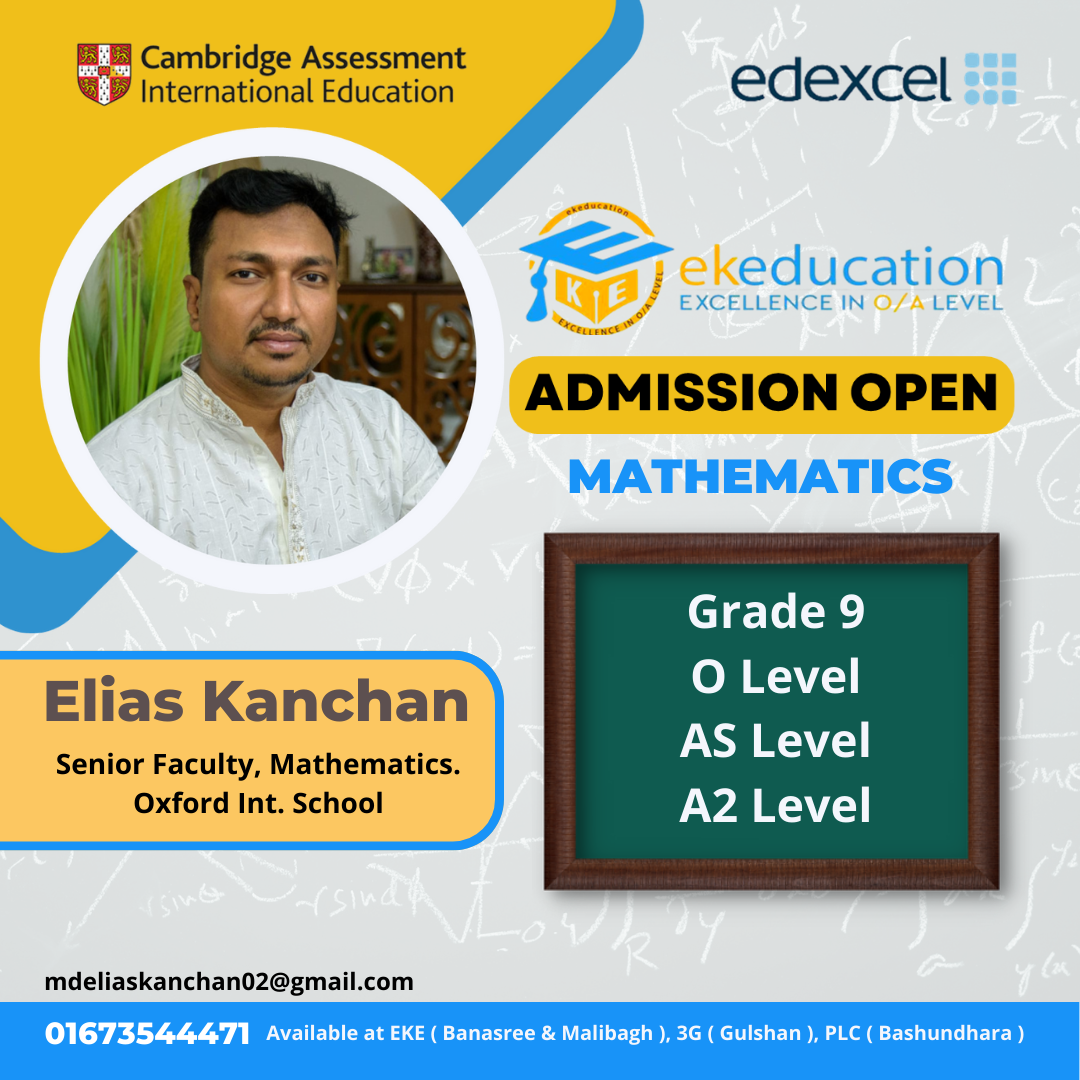 Cambridge Assessment
International Education
edexcel
ekeducation
K E
EXCELLENCE IN O/A LEVEL
ekeducation
EXCELLENCE IN O/A LEVEL
ADMISSION OPEN
MATHEMATICS
Grade 9
O Level
AS Level
A2 Level
Elias Kanchan
Senior Faculty, Mathematics.
Oxford Int. School
mdeliaskanchan02@gmail.com
01673544471 Available at EKE ( Banasree & Malibagh ), 3G ( Gulshan ), PLC ( Bashundhara )